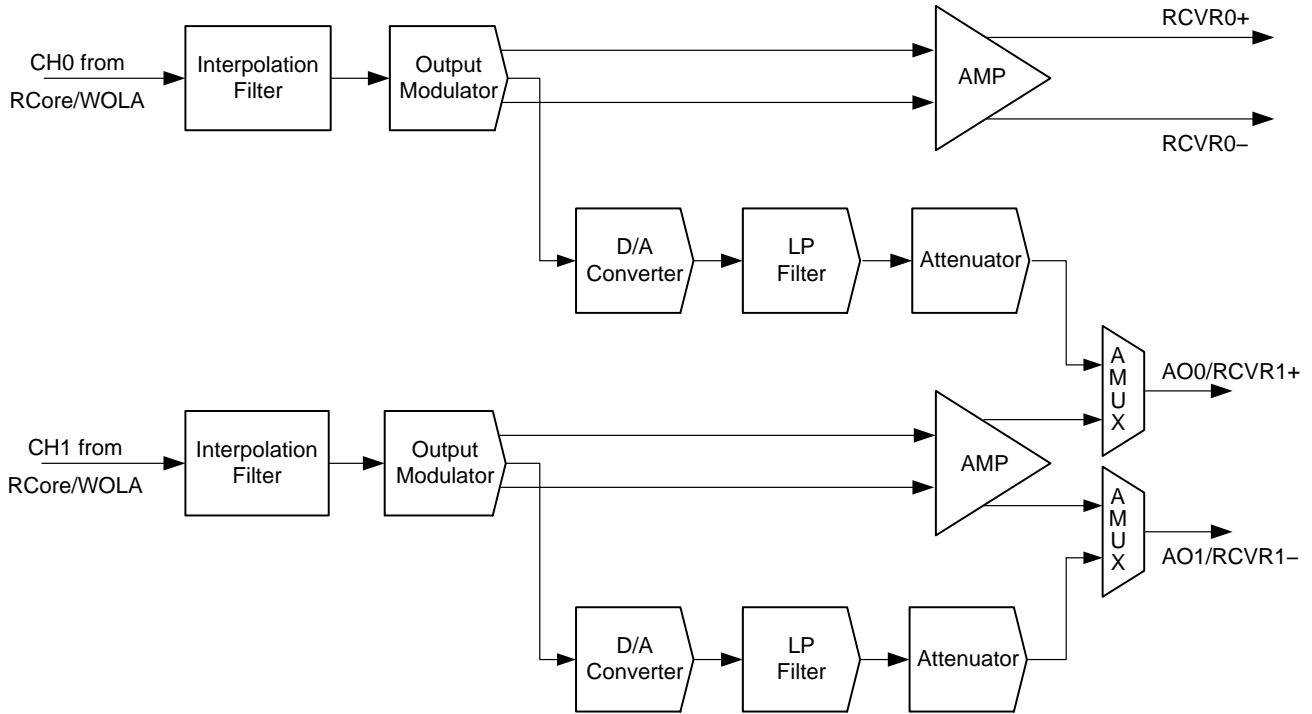 RCVR0+
CH0 from
RCore/WOLA
Interpolation
Filter
Output
Modulator
AMP
RCVR0–
D/A
Converter
LP
Filter
Attenuator
A
M
U
X
AO0/RCVR1+
CH1 from
RCore/WOLA
Interpolation
Filter
Output
Modulator
AMP
A
M
U
X
AO1/RCVR1–
D/A
Converter
LP
Filter
Attenuator